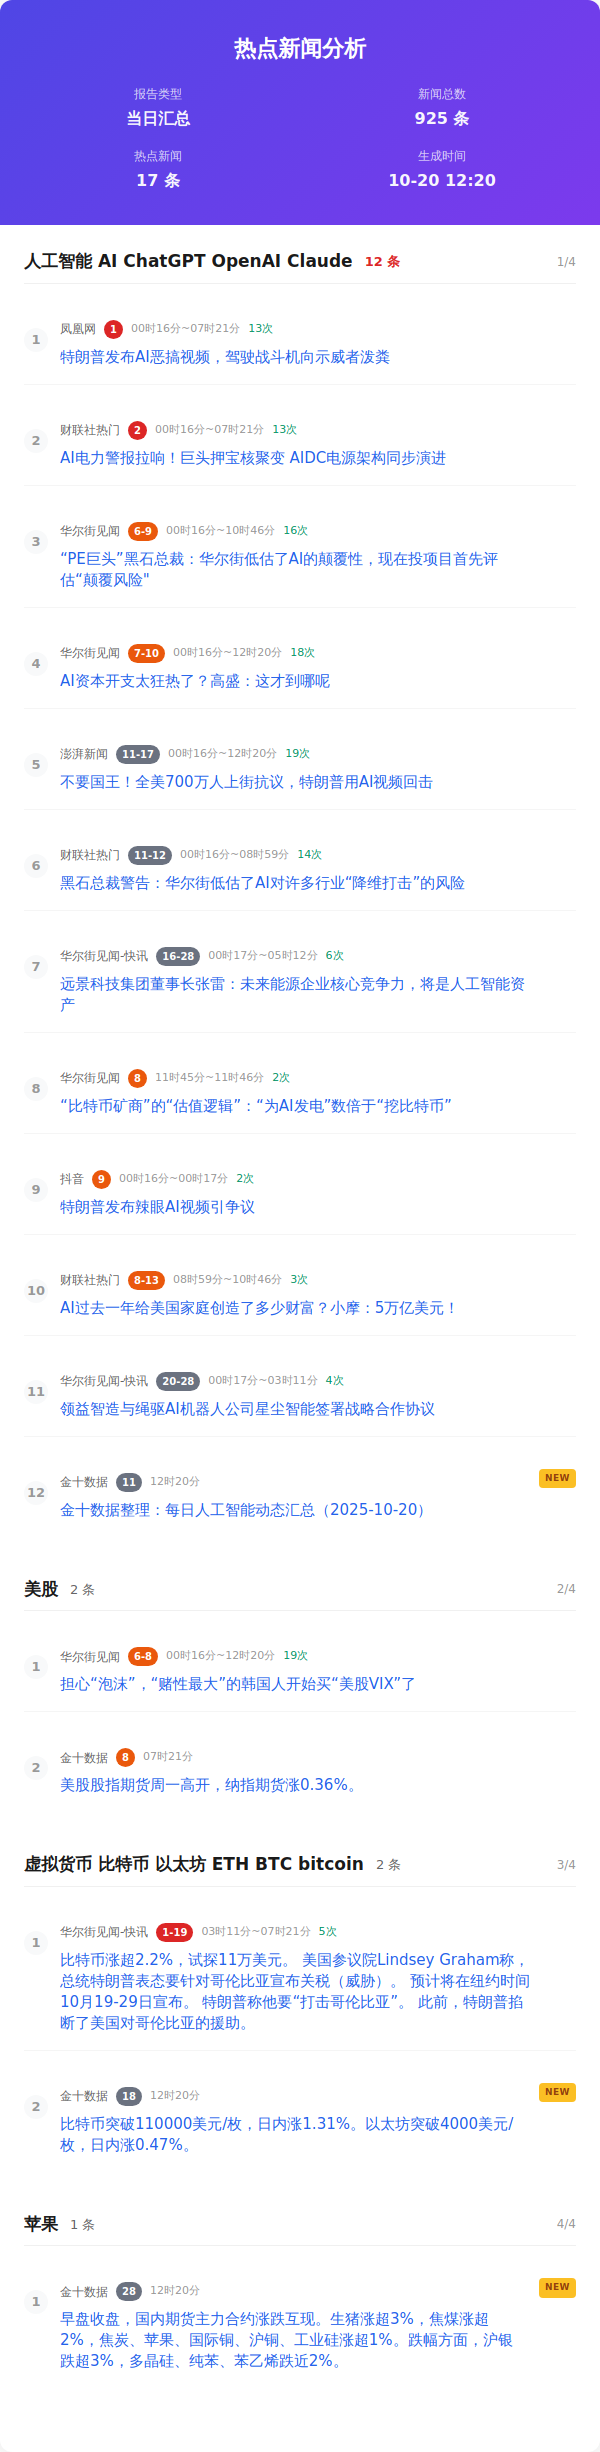 热点新闻分析
报告类型
新闻总数
当日汇总
925 条
热点新闻
生成时间
17 条
10-20 12:20
人工智能 AI ChatGPT OpenAI Claude 12 条 1/4
1
凤凰网 1 00时16分~07时21分 13次
特朗普发布AI恶搞视频，驾驶战斗机向示威者泼粪
2
财联社热门 2 00时16分~07时21分 13次
AI电力警报拉响！巨头押宝核聚变 AIDC电源架构同步演进
3
华尔街见闻 6-9 00时16分~10时46分 16次
“PE巨头”黑石总裁：华尔街低估了AI的颠覆性，现在投项目首先评
估“颠覆风险"
4
华尔街见闻 7-10 00时16分~12时20分 18次
AI资本开支太狂热了？高盛：这才到哪呢
5
澎湃新闻 11-17 00时16分~12时20分 19次
不要国王！全美700万人上街抗议，特朗普用AI视频回击
6
财联社热门 11-12 00时16分~08时59分 14次
黑石总裁警告：华尔街低估了AI对许多行业“降维打击”的风险
7
华尔街见闻-快讯 16-28 00时17分~05时12分 6次
远景科技集团董事长张雷：未来能源企业核心竞争力，将是人工智能资
产
8
华尔街见闻 8 11时45分~11时46分 2次
“比特币矿商”的“估值逻辑”：“为AI发电”数倍于“挖比特币”
9
抖音 9 00时16分~00时17分 2次
特朗普发布辣眼AI视频引争议
10
财联社热门 8-13 08时59分~10时46分 3次
AI过去一年给美国家庭创造了多少财富？小摩：5万亿美元！
11
华尔街见闻-快讯 20-28 00时17分~03时11分 4次
领益智造与绳驱AI机器人公司星尘智能签署战略合作协议
12
金十数据 11 12时20分 NEW
金十数据整理：每日人工智能动态汇总（2025-10-20）
美股 2 条 2/4
1
华尔街见闻 6-8 00时16分~12时20分 19次
担心“泡沫”，“赌性最大”的韩国人开始买“美股VIX”了
2
金十数据 8 07时21分
美股股指期货周一高开，纳指期货涨0.36%。
虚拟货币 比特币 以太坊 ETH BTC bitcoin 2 条 3/4
1
华尔街见闻-快讯 1-19 03时11分~07时21分 5次
比特币涨超2.2%，试探11万美元。 美国参议院Lindsey Graham称，
总统特朗普表态要针对哥伦比亚宣布关税（威胁）。 预计将在纽约时间
10月19-29日宣布。 特朗普称他要“打击哥伦比亚”。 此前，特朗普掐
断了美国对哥伦比亚的援助。
2
金十数据 18 12时20分 NEW
比特币突破110000美元/枚，日内涨1.31%。以太坊突破4000美元/
枚，日内涨0.47%。
苹果 1 条 4/4
1
金十数据 28 12时20分 NEW
早盘收盘，国内期货主力合约涨跌互现。生猪涨超3%，焦煤涨超
2%，焦炭、苹果、国际铜、沪铜、工业硅涨超1%。跌幅方面，沪银
跌超3%，多晶硅、纯苯、苯乙烯跌近2%。